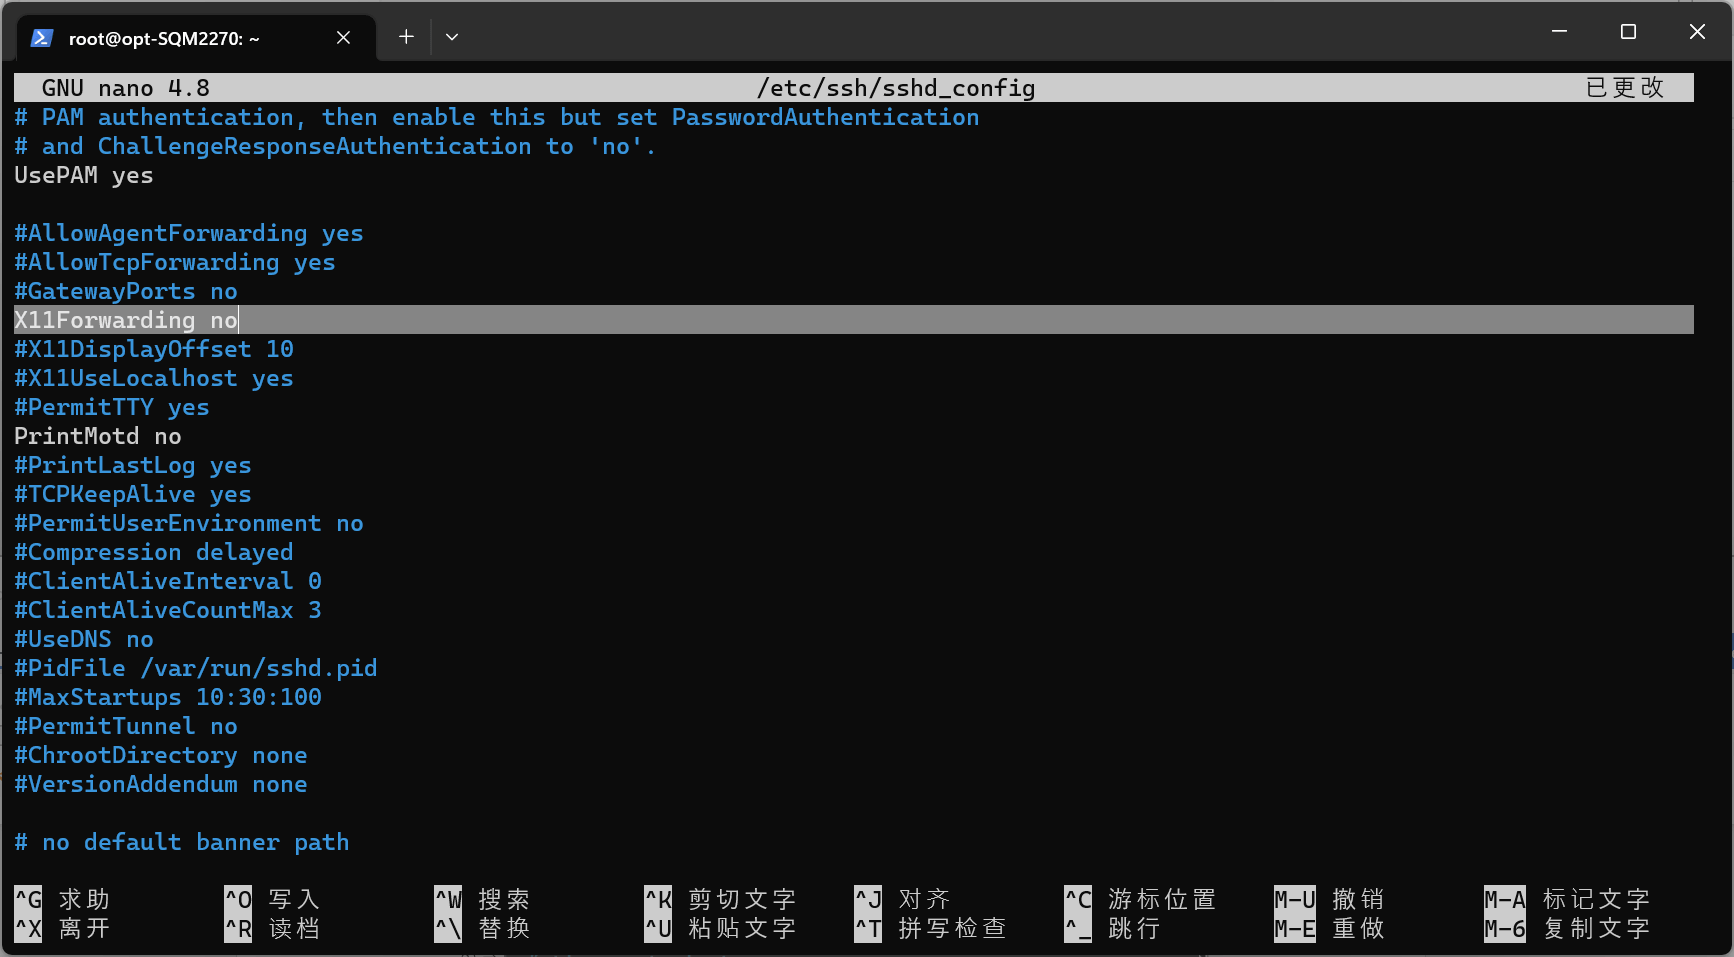 root@opt-SQM2270: ~
GNU nano 4.8 /etc/ssh/sshd_config 已更改
# PAM authentication, then enable this but set PasswordAuthentication
# and ChallengeResponseAuthentication to 'no'.
UsePAM yes
#AllowAgentForwarding yes
#AllowTcpForwarding yes
#GatewayPorts no
X11Forwarding no
#X11DisplayOffset 10
#X11UseLocalhost yes
#PermitTTY yes
PrintMotd no
#PrintLastLog yes
#TCPKeepAlive yes
#PermitUserEnvironment no
#Compression delayed
#ClientAliveInterval 0
#ClientAliveCountMax 3
#UseDNS no
#PidFile /var/run/sshd.pid
#MaxStartups 10:30:100
#PermitTunnel no
#ChrootDirectory none
#VersionAddendum none
# no default banner path
^G 求助 ^O 写入 ^W 搜索 ^K 剪切文字 ^J 对齐 ^C 游标位置 M-U 撤销 M-A 标记文字
^X 离开 ^R 读档 ^\ 替换 ^U 粘贴文字 ^T 拼写检查 ^_ 跳行 M-E 重做 M-6 复制文字